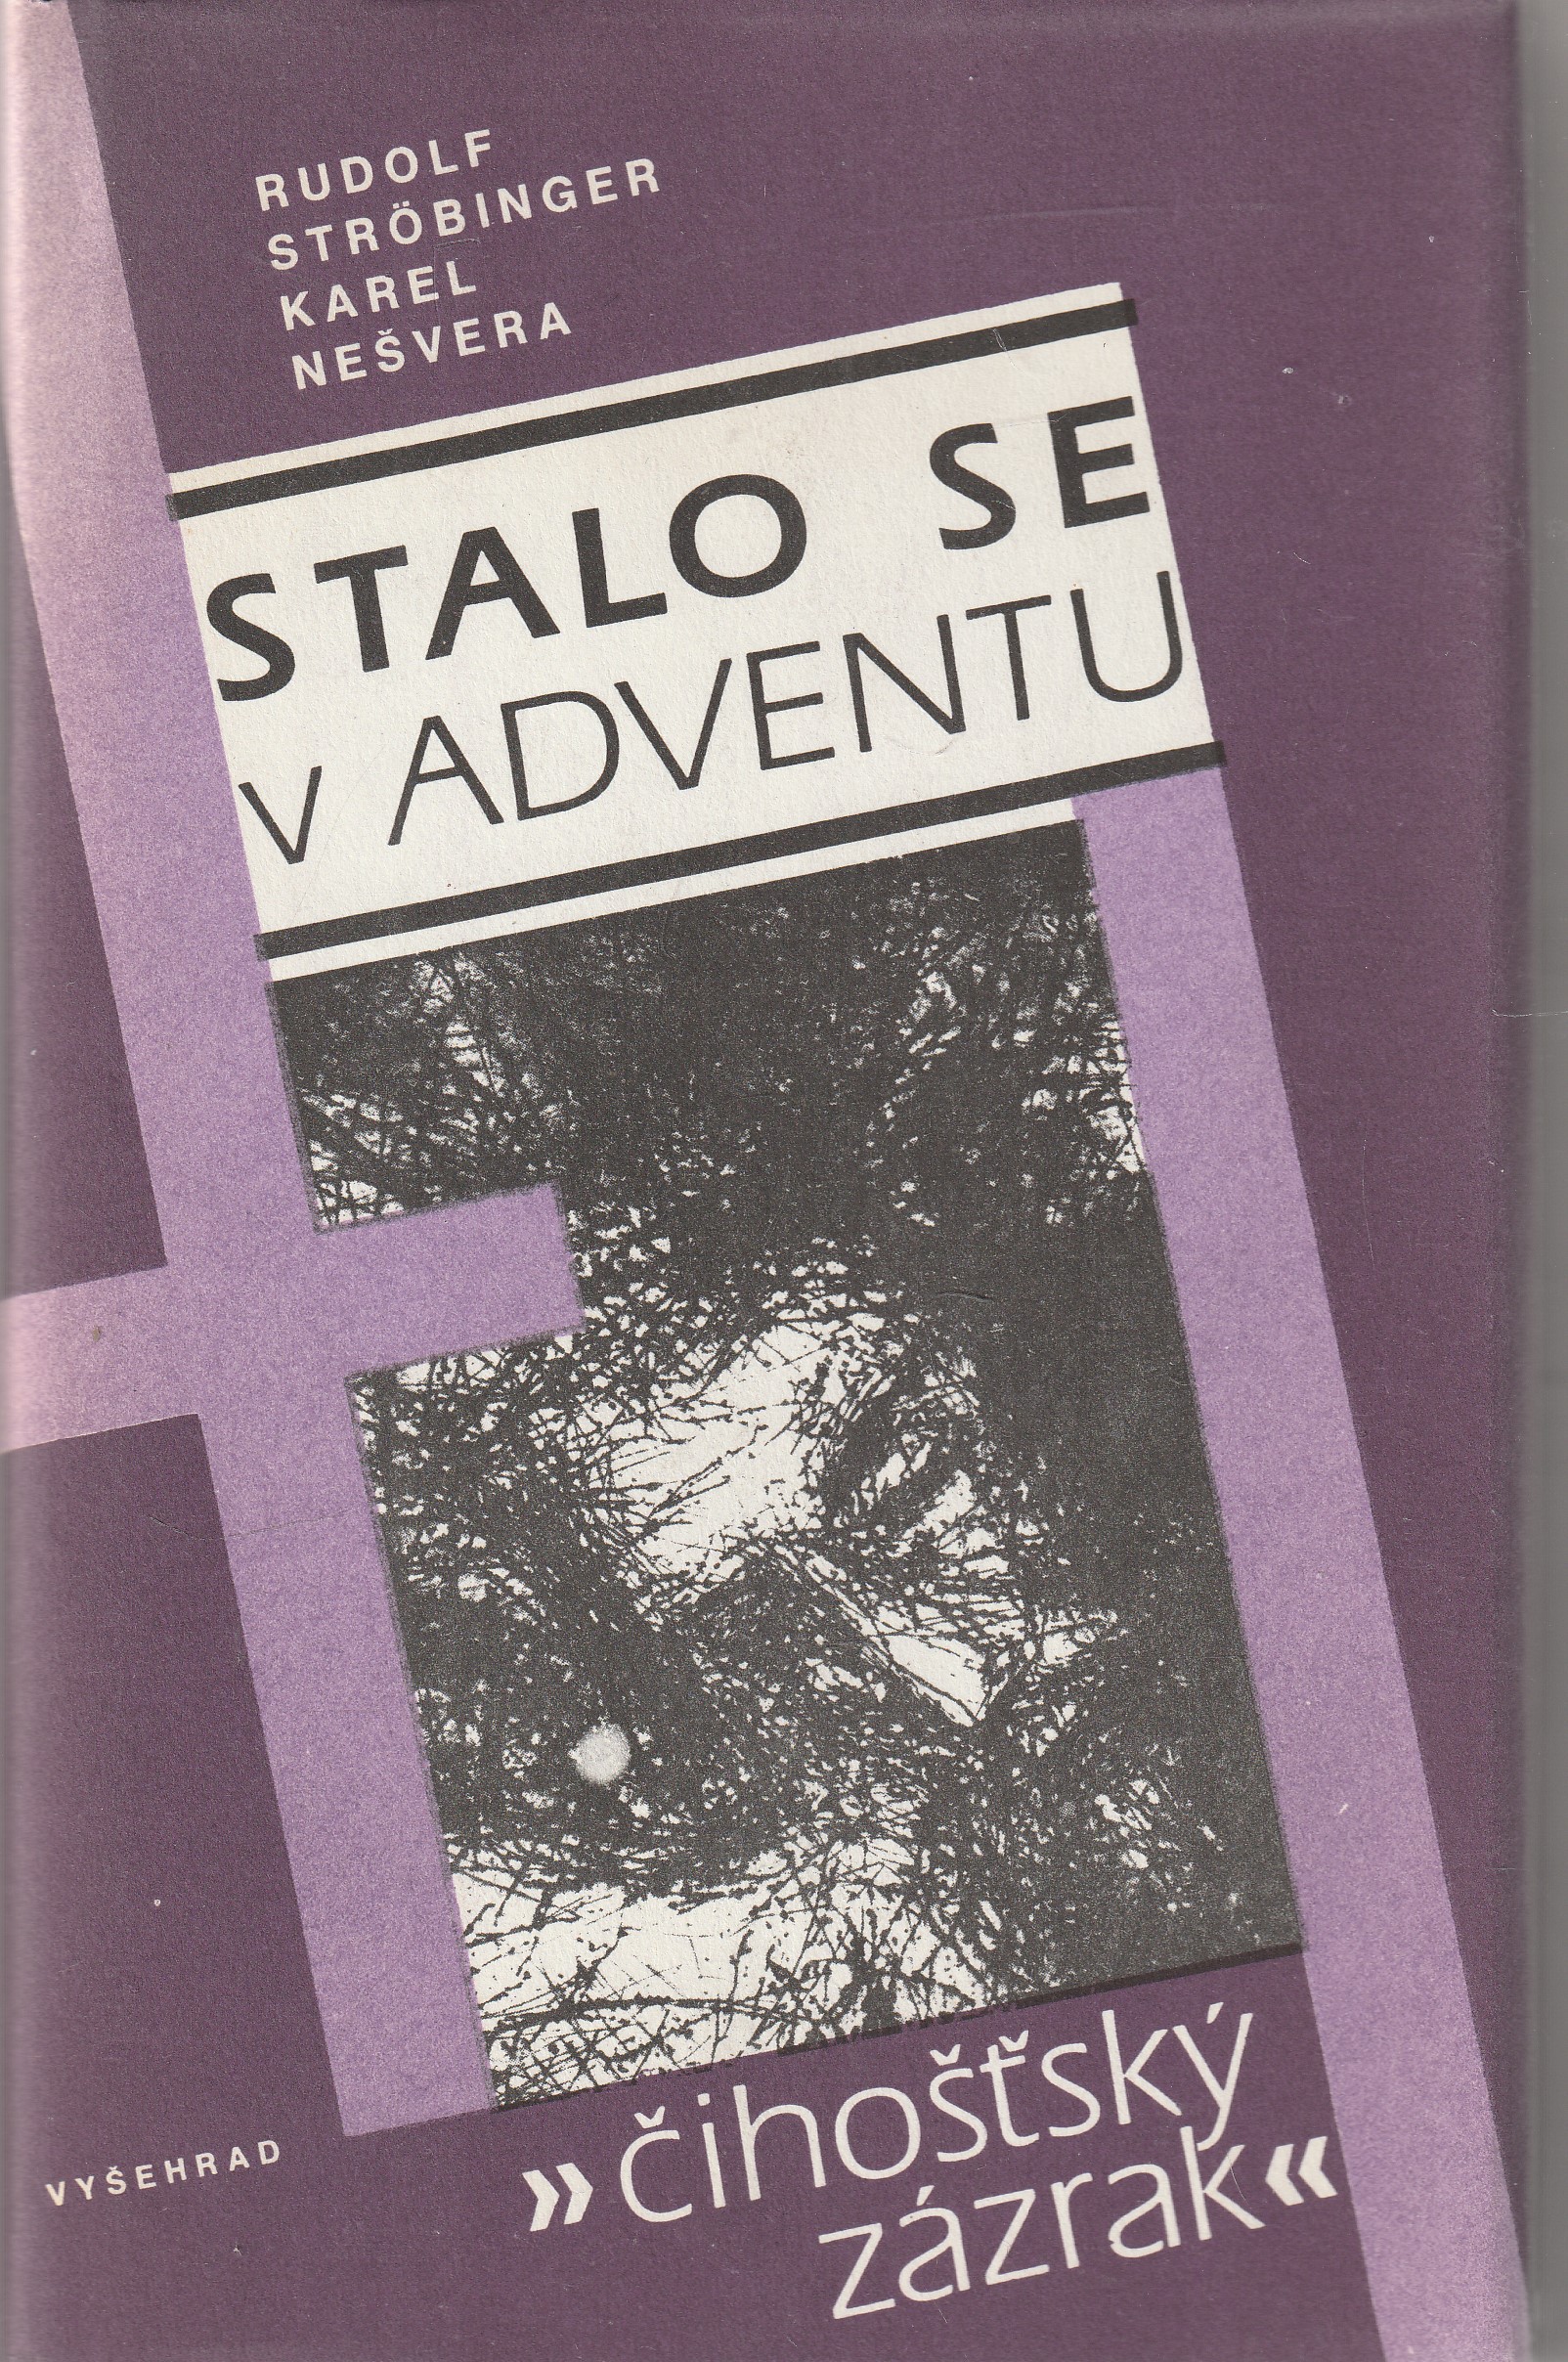 RUDOLF
STRÖBINGER
KAREL
NEŠVERA
STALO SE
V ADVENTU
»čihošťský
zázrak«
VYŠEHRAD